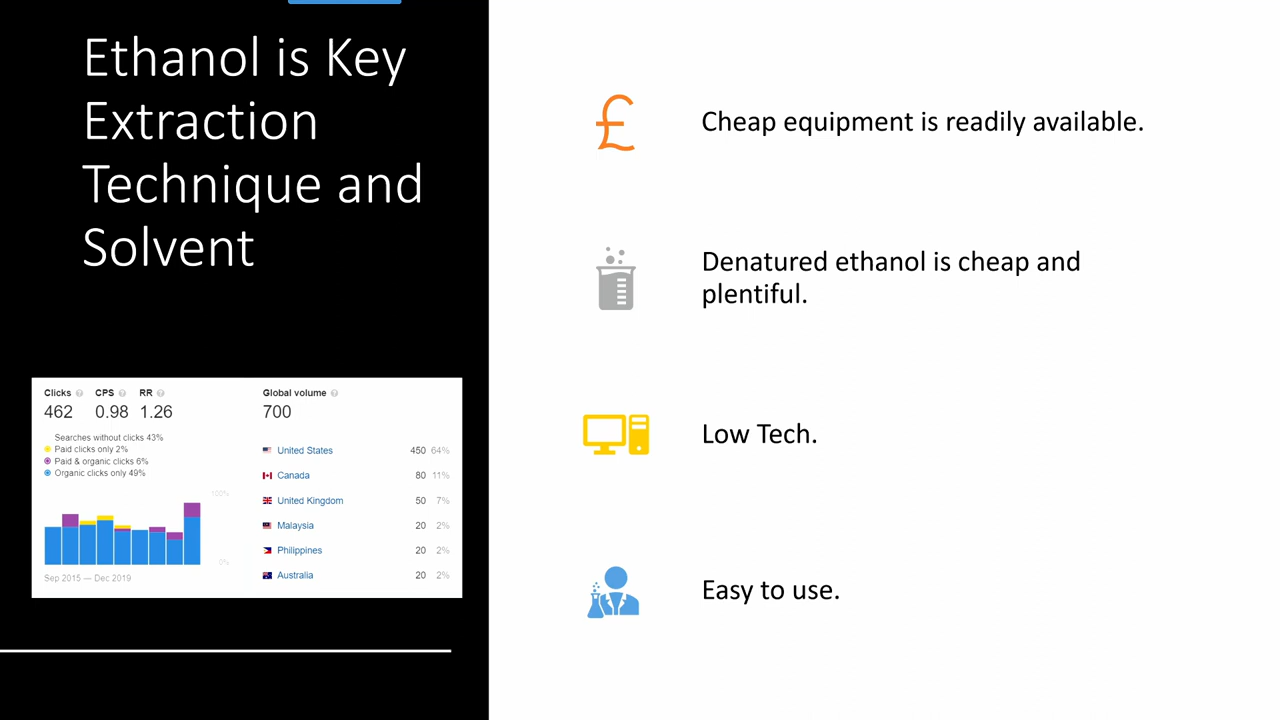 Ethanol is Key
Extraction
Technique and
Solvent
Clicks CPS RR
462 0.98 1.26
Searches without clicks 43%
Paid clicks only 2%
Paid & organic clicks 6%
Organic clicks only 49%
100%
0%
Sep 2015 — Dec 2019
Global volume
700
United States 450 64%
Canada 80 11%
United Kingdom 50 7%
Malaysia 20 2%
Philippines 20 2%
Australia 20 2%
£
Cheap equipment is readily available.
Denatured ethanol is cheap and
plentiful.
Low Tech.
Easy to use.